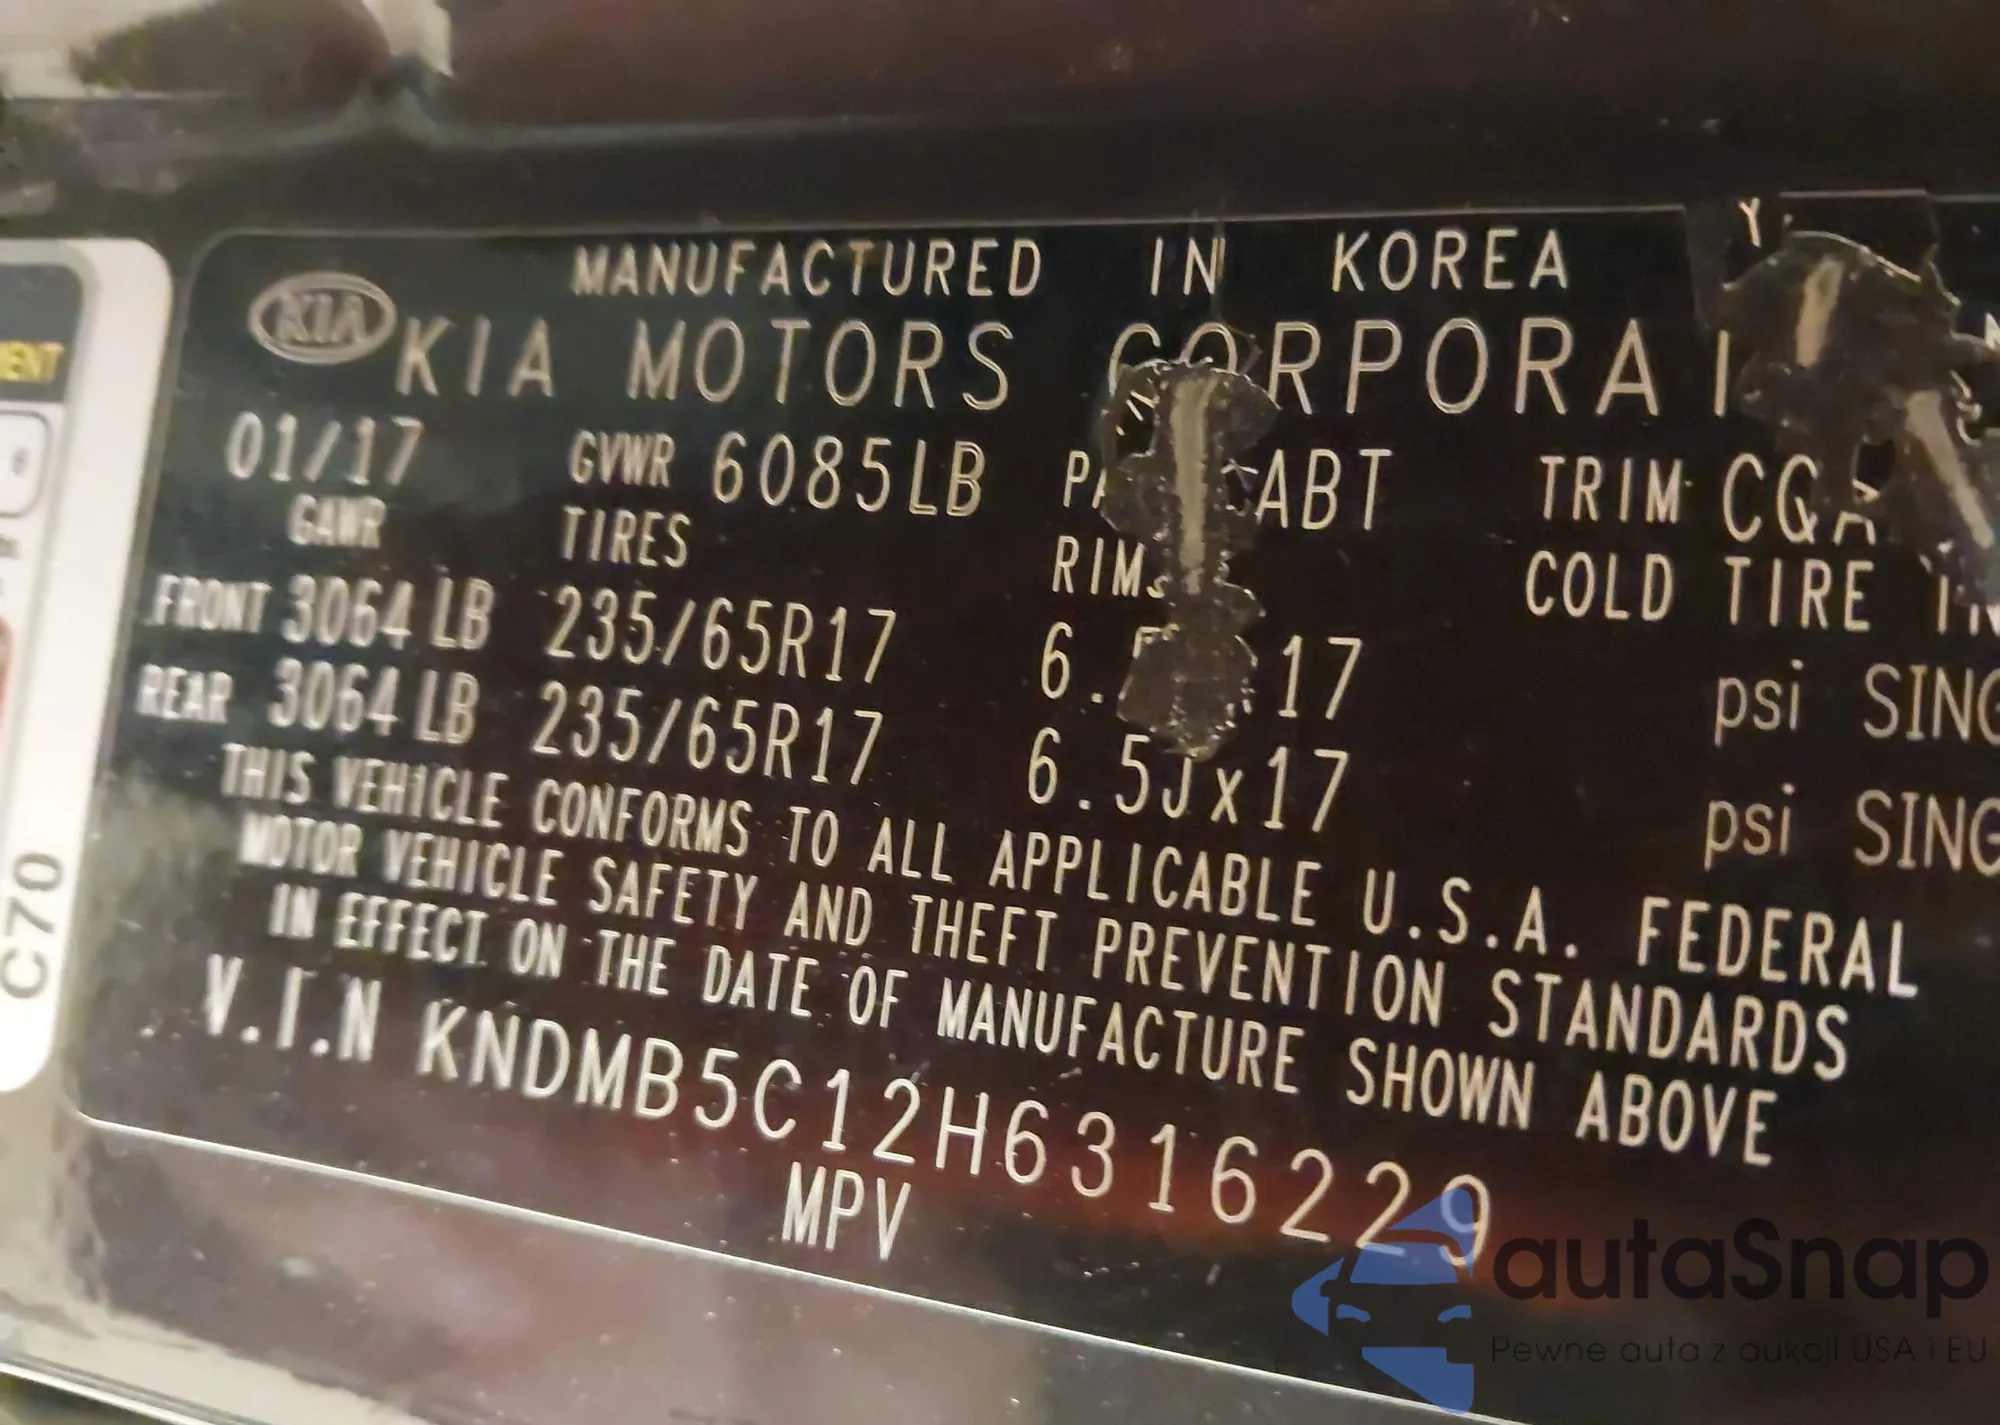 MANUFACTURED IN KOREA
KIA KIA MOTORS
01/17 GVWR 6085LB ABT TRIM
GAWR TIRES RIMS COLD TIRE
FRONT 3064 LB 235/65R17 17 psi
REAR 3064 LB 235/65R17 6.5Jx17 psi
THIS VEHICLE CONFORMS TO ALL APPLICABLE U.S.A. FEDERAL
MOTOR VEHICLE SAFETY AND THEFT PREVENTION STANDARDS
IN EFFECT ON THE DATE OF MANUFACTURE SHOWN ABOVE
V.I.N KNDMB5C12H6316229
MPV
C70
autaSnap
Pewne auta z aukcji USA i EU